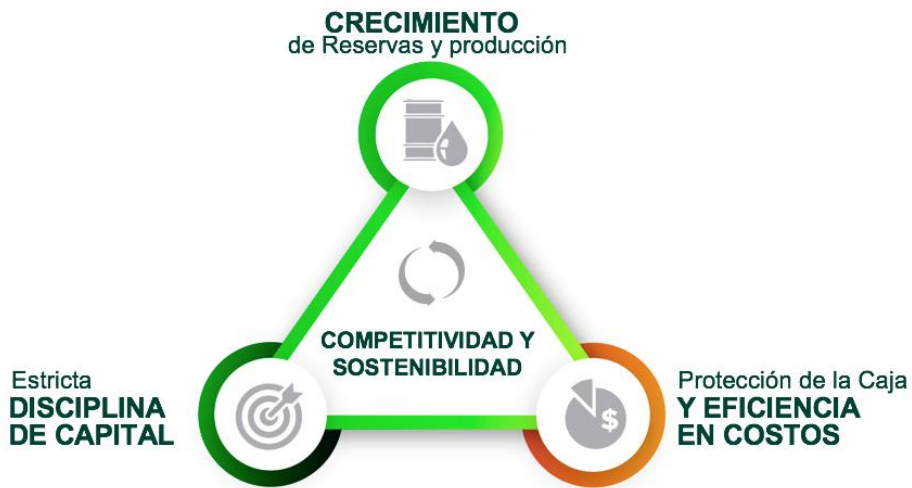 CRECIMIENTO
de Reservas y producción
COMPETITIVIDAD Y
SOSTENIBILIDAD
Estricta
DISCIPLINA
DE CAPITAL
$
Protección de la Caja
Y EFICIENCIA
EN COSTOS